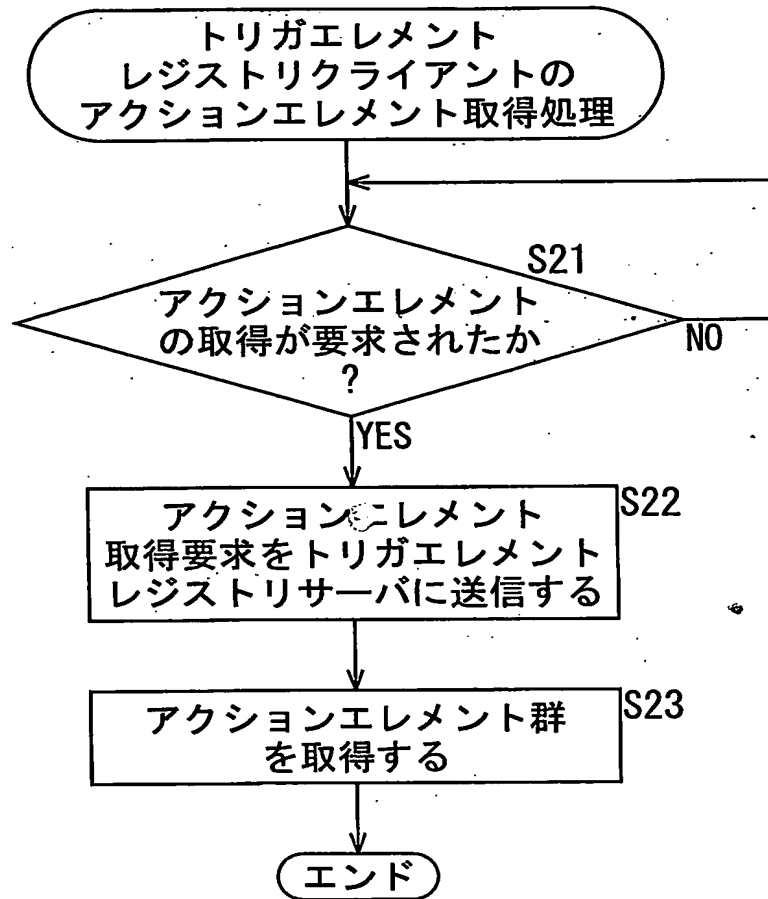 トリガエレメント
レジストリクライアントの
アクションエレメント取得処理
S21
アクションエレメント
の取得が要求されたか
?
NO
YES
S22
アクションエレメント
取得要求をトリガエレメント
レジストリサーバに送信する
S23
アクションエレメント群
を取得する
エンド